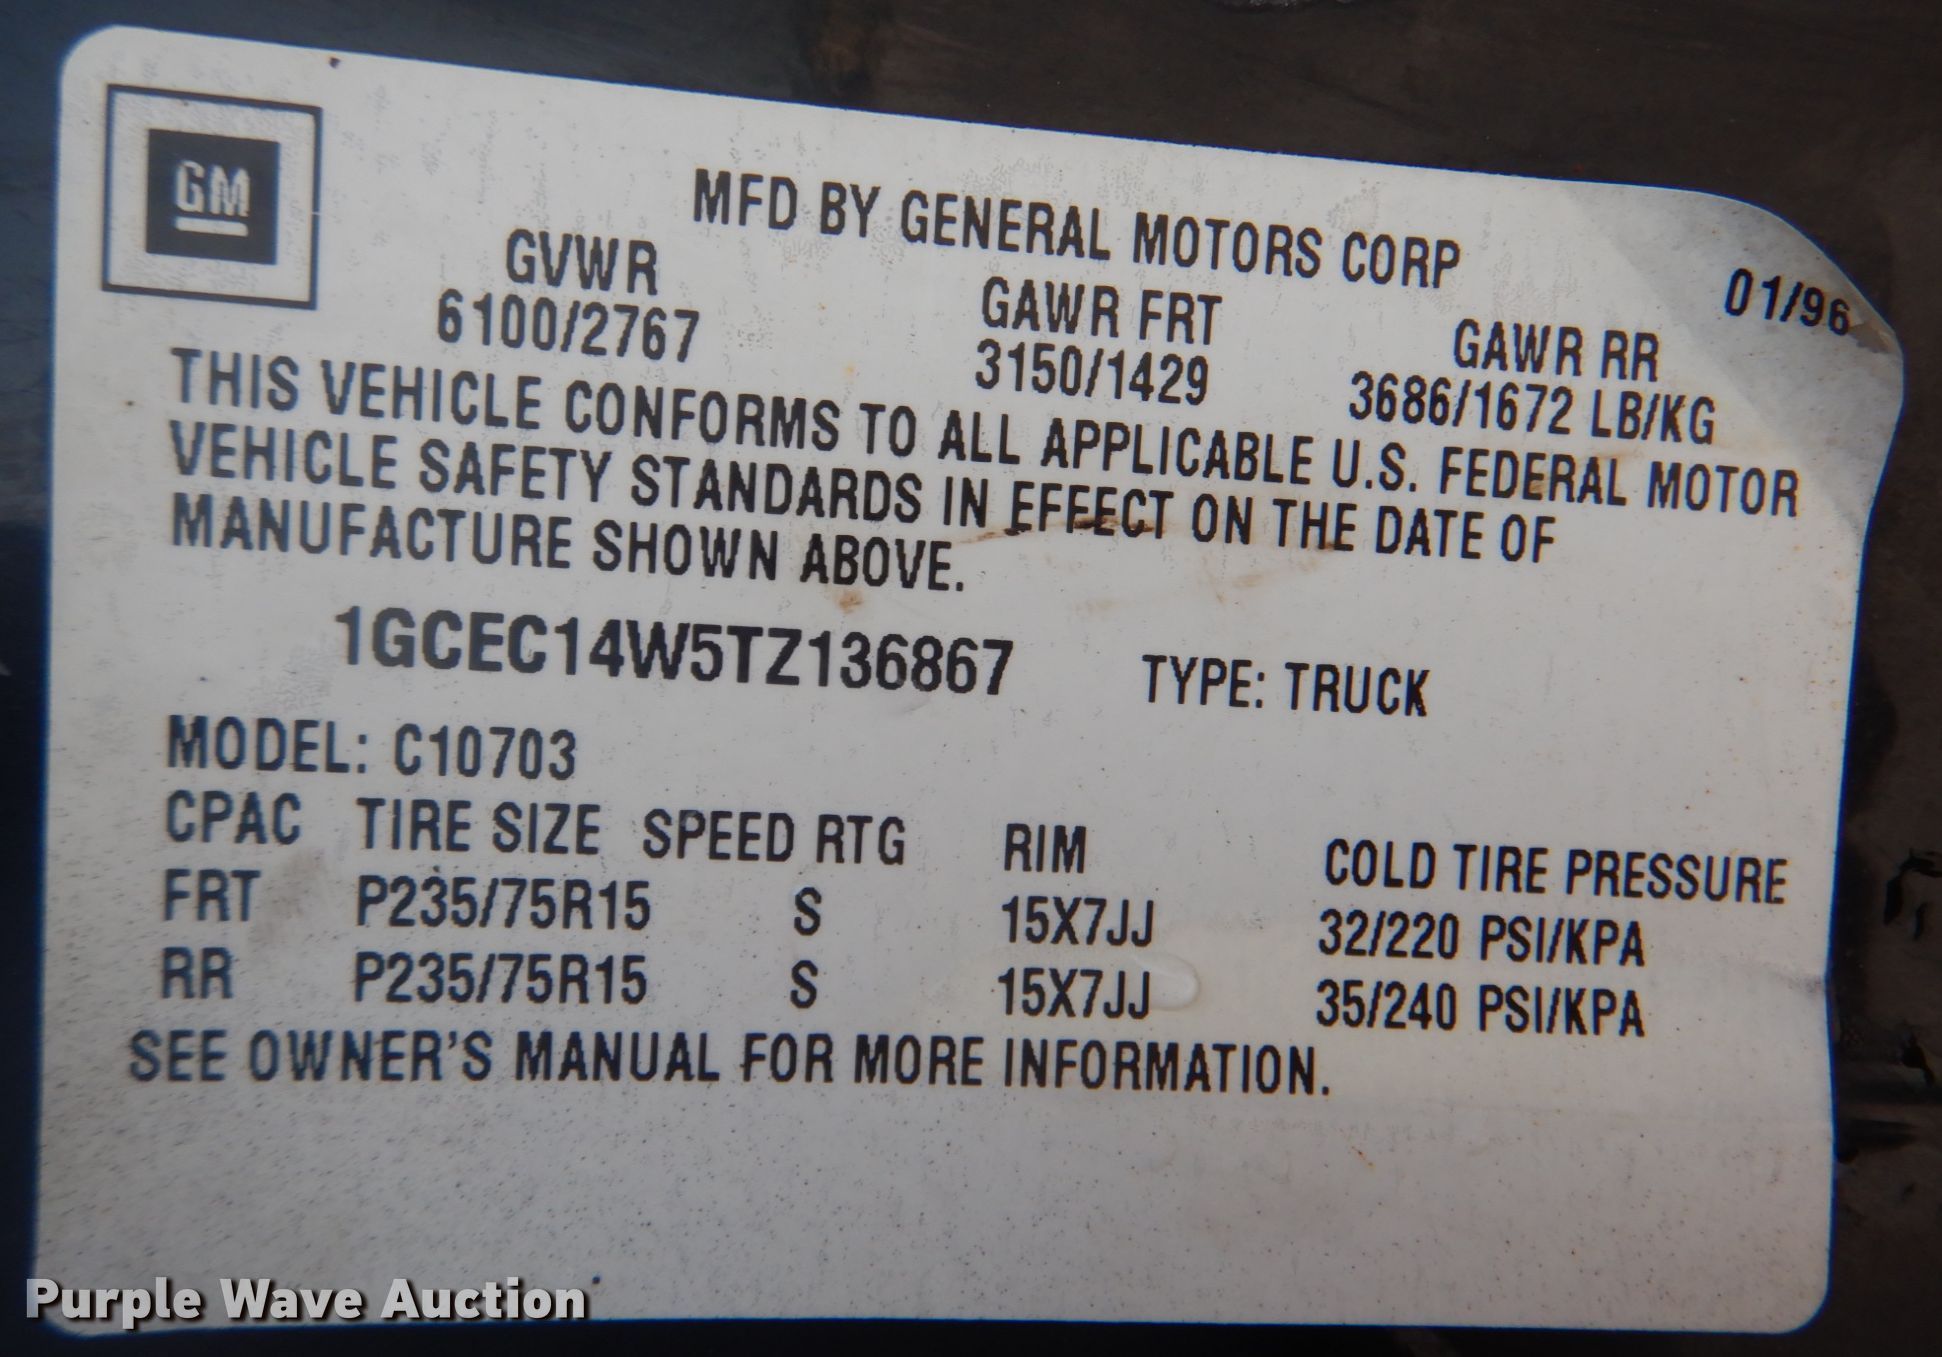 GM
MFD BY GENERAL MOTORS CORP
01/96
GVWR GAWR FRT GAWR RR
6100/2767 3150/1429 3686/1672 LB/KG
THIS VEHICLE CONFORMS TO ALL APPLICABLE U.S. FEDERAL MOTOR
VEHICLE SAFETY STANDARDS IN EFFECT ON THE DATE OF
MANUFACTURE SHOWN ABOVE.
1GCEC14W5TZ136867 TYPE: TRUCK
MODEL: C10703
CPAC TIRE SIZE SPEED RTG RIM COLD TIRE PRESSURE
FRT P235/75R15 S 15X7JJ 32/220 PSI/KPA
RR P235/75R15 S 15X7JJ 35/240 PSI/KPA
SEE OWNER'S MANUAL FOR MORE INFORMATION.
Purple Wave Auction